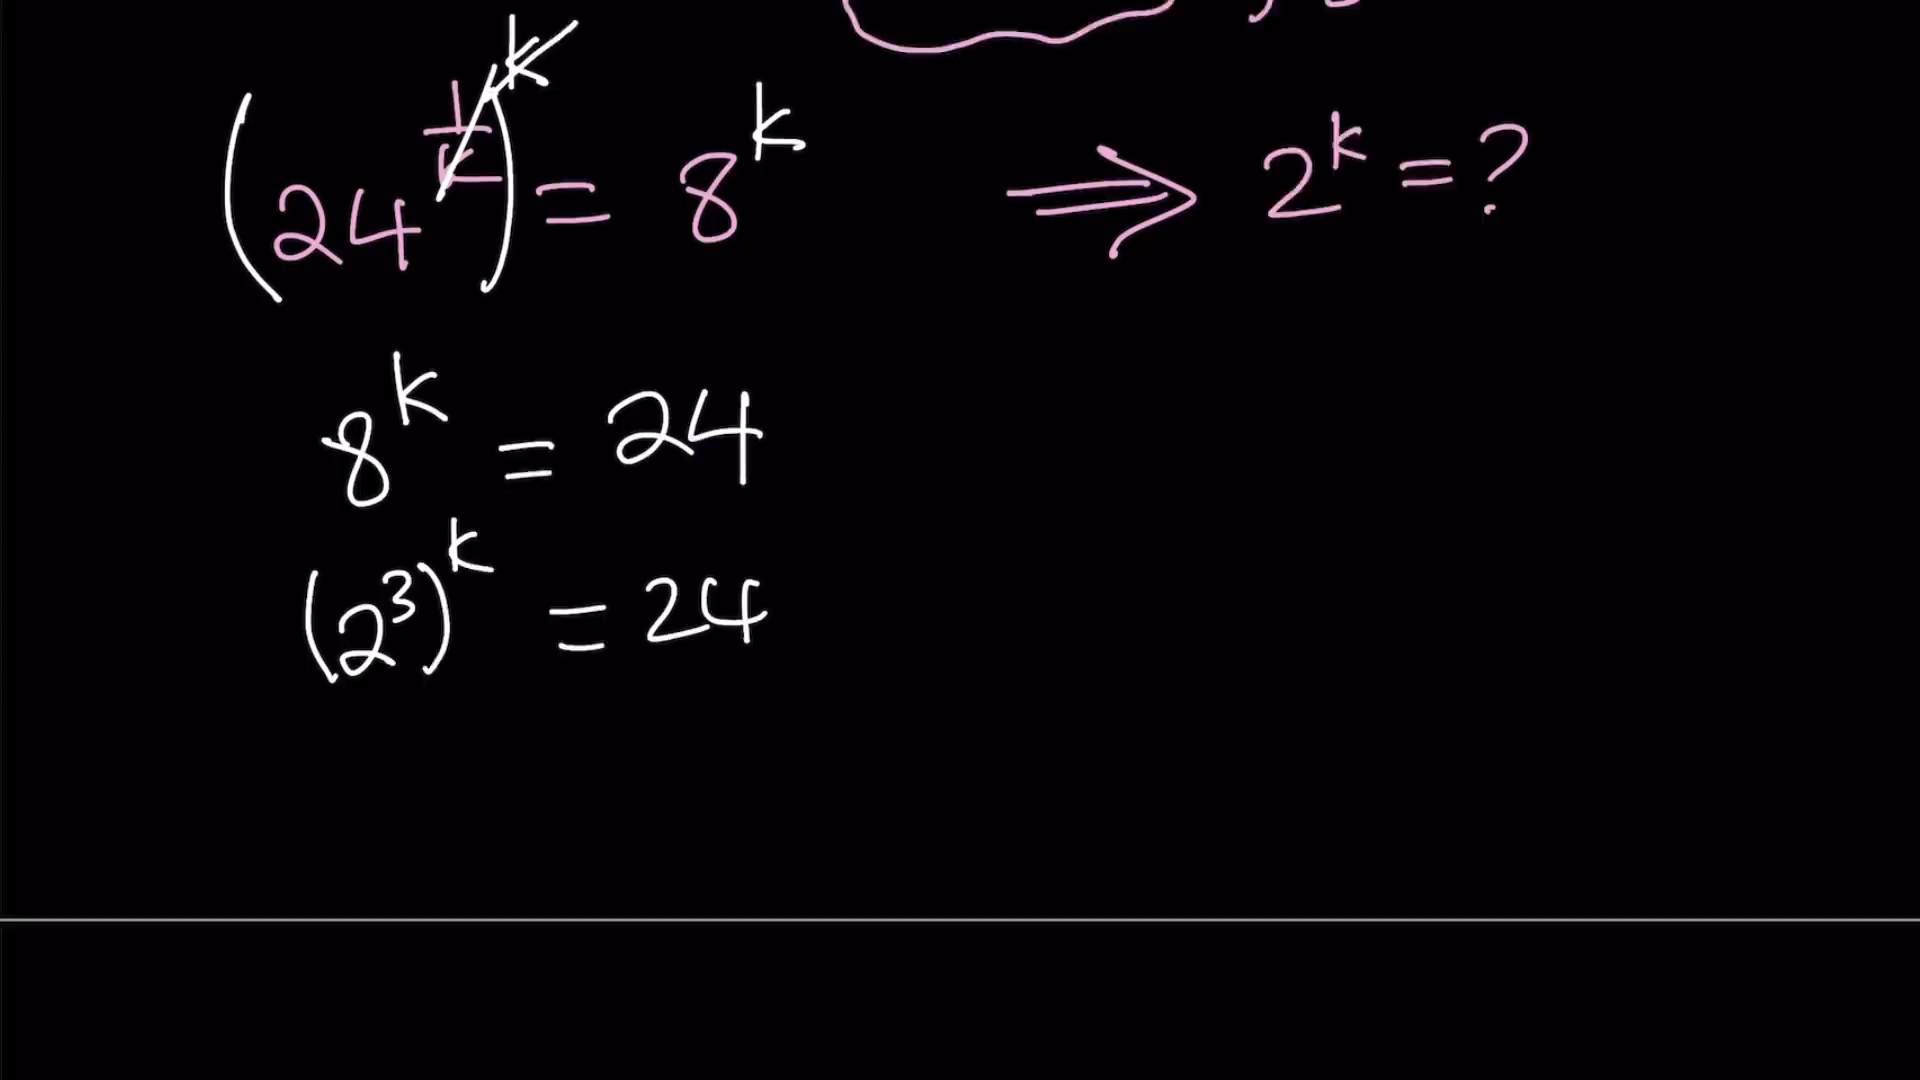 (24^(1/k))^k = 8^k ⇒ 2^k = ?
8^k = 24
(2^3)^k = 24